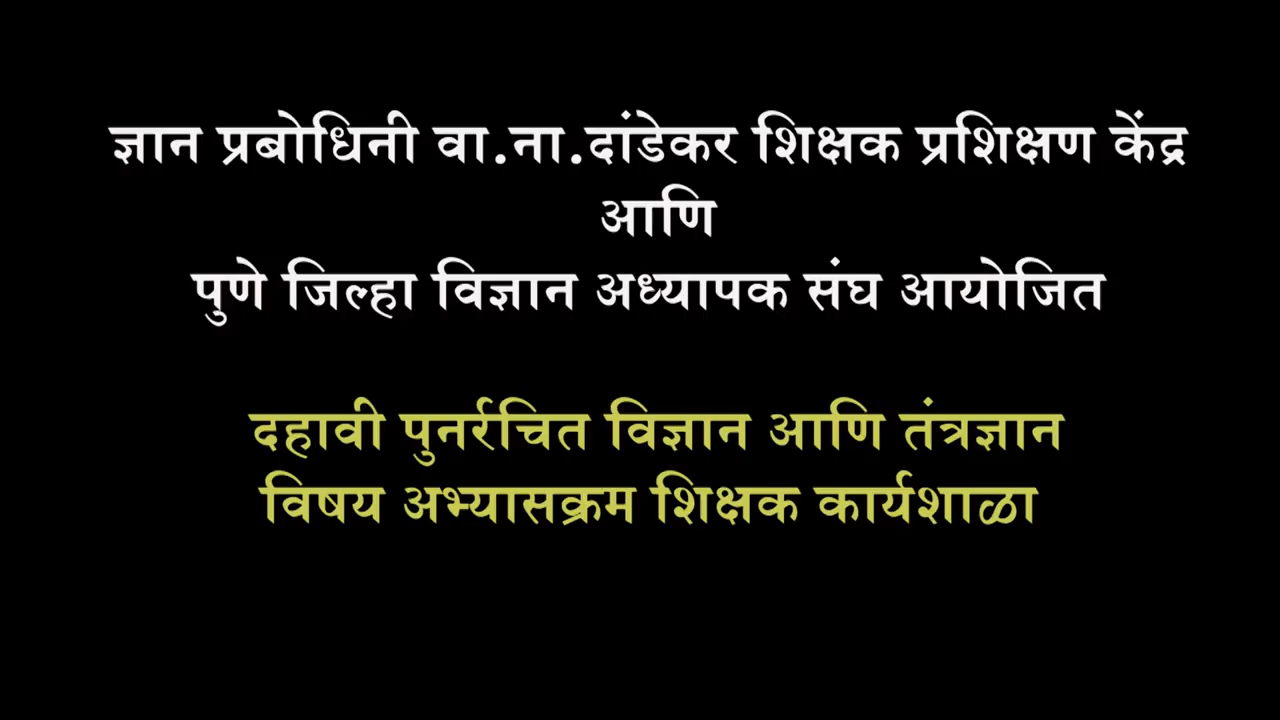 ज्ञान प्रबोधिनी वा.ना.दांडेकर शिक्षक प्रशिक्षण केंद्र
आणि
पुणे जिल्हा विज्ञान अध्यापक संघ आयोजित
दहावी पुनर्रचित विज्ञान आणि तंत्रज्ञान
विषय अभ्यासक्रम शिक्षक कार्यशाळा